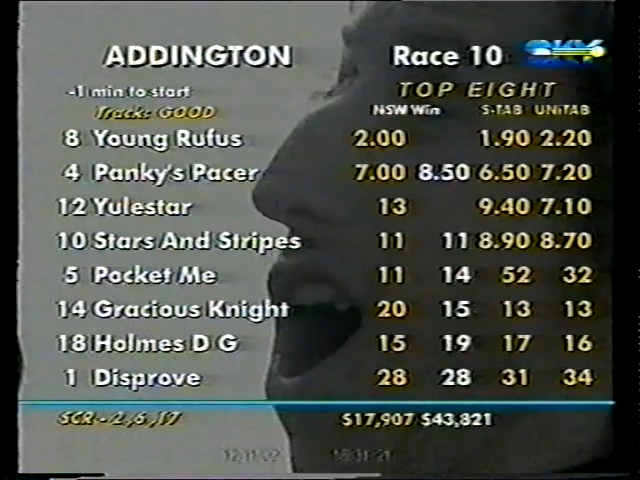 ADDINGTON Race 10 SKY
-1 min to start TOP EIGHT
Track: GOOD NSW Win S-TAB UNiTAB
8 Young Rufus 2.00 1.90 2.20
4 Panky's Pacer 7.00 8.50 6.50 7.20
12 Yulestar 13 9.40 7.10
10 Stars And Stripes 11 11 8.90 8.70
5 Pocket Me 11 14 52 32
14 Gracious Knight 20 15 13 13
18 Holmes D G 15 19 17 16
1 Disprove 28 28 31 34
SCR - 2,6,17 $17,907 $43,821